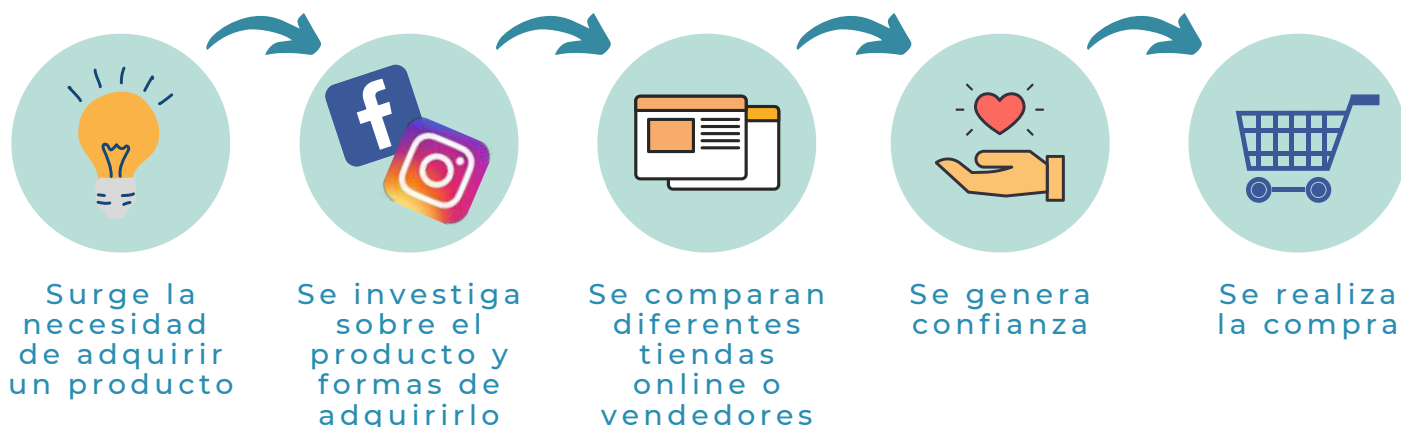 Surge la
necesidad
de adquirir
un producto
Se investiga
sobre el
producto y
formas de
adquirirlo
Se comparan
diferentes
tiendas
online o
vendedores
Se genera
confianza
Se realiza
la compra